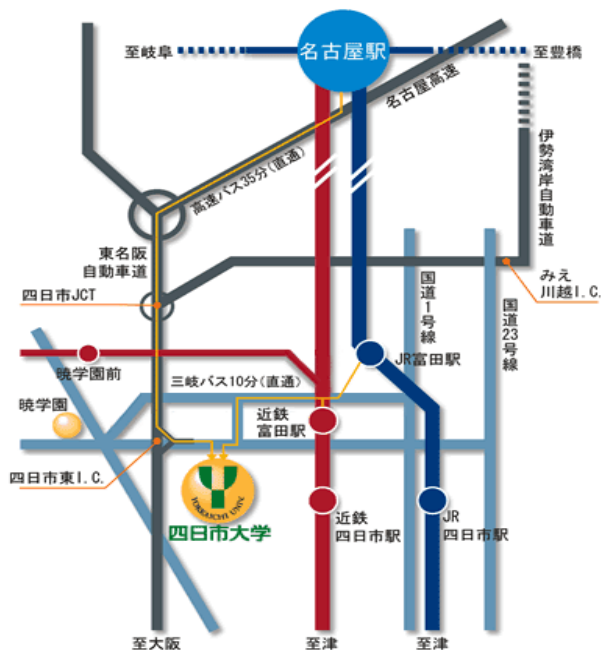 名古屋駅
至岐阜
至豊橋
名古屋高速
高速バス35分(直通)
伊勢湾岸自動車道
東名阪
自動車道
四日市JCT
みえ
川越I.C.
国道1号線
国道23号線
JR富田駅
暁学園前
三岐バス10分(直通)
暁学園
近鉄
富田駅
四日市東I.C.
YOKKAICHI UNIV.
四日市大学
近鉄
四日市駅
JR
四日市駅
至大阪
至津
至津